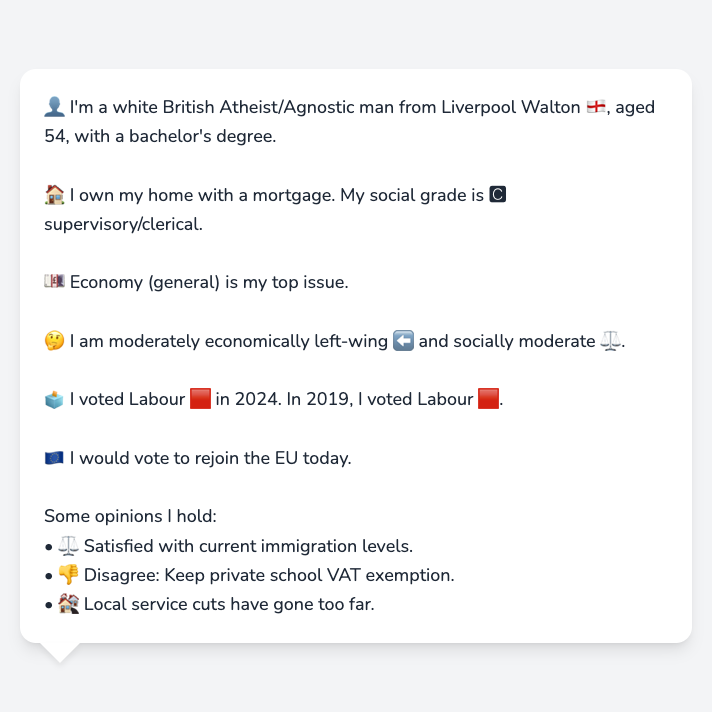 👤 I'm a white British Atheist/Agnostic man from Liverpool Walton 🏴󠁧󠁢󠁥󠁮󠁧󠁿, aged
54, with a bachelor's degree.
🏠 I own my home with a mortgage. My social grade is C
supervisory/clerical.
💷 Economy (general) is my top issue.
🤔 I am moderately economically left-wing ⬅️ and socially moderate ⚖️.
🗳️ I voted Labour 🟥 in 2024. In 2019, I voted Labour 🟥.
🇪🇺 I would vote to rejoin the EU today.
Some opinions I hold:
• ⚖️ Satisfied with current immigration levels.
• 👎 Disagree: Keep private school VAT exemption.
• 🏚️ Local service cuts have gone too far.